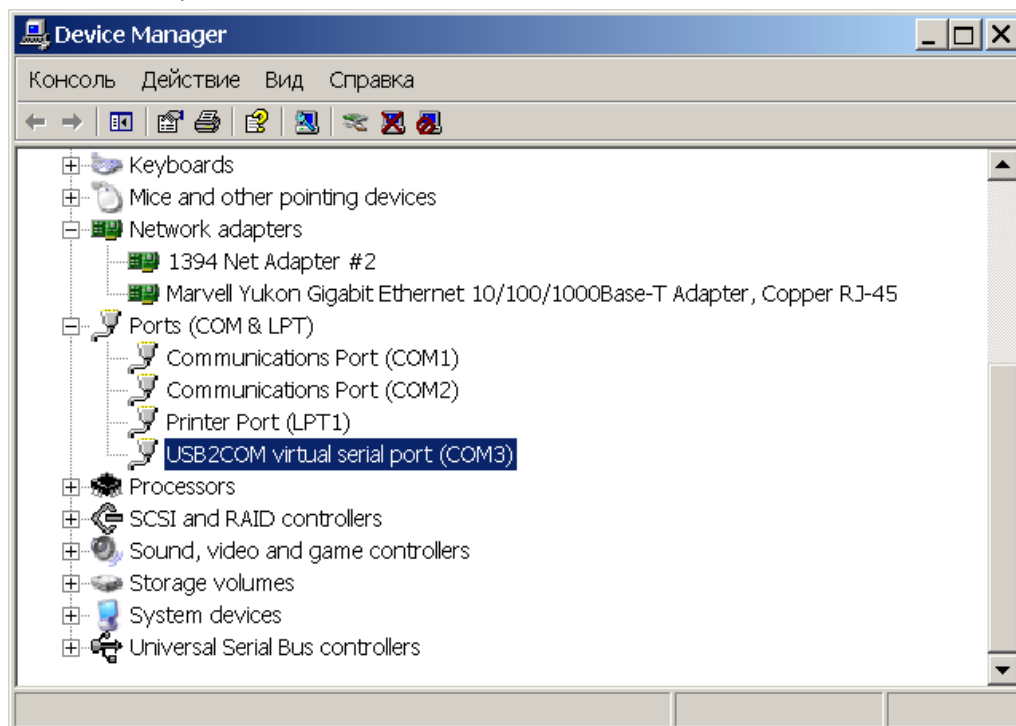 Device Manager
Консоль Действие Вид Справка
Keyboards
Mice and other pointing devices
Network adapters
1394 Net Adapter #2
Marvell Yukon Gigabit Ethernet 10/100/1000Base-T Adapter, Copper RJ-45
Ports (COM & LPT)
Communications Port (COM1)
Communications Port (COM2)
Printer Port (LPT1)
USB2COM virtual serial port (COM3)
Processors
SCSI and RAID controllers
Sound, video and game controllers
Storage volumes
System devices
Universal Serial Bus controllers